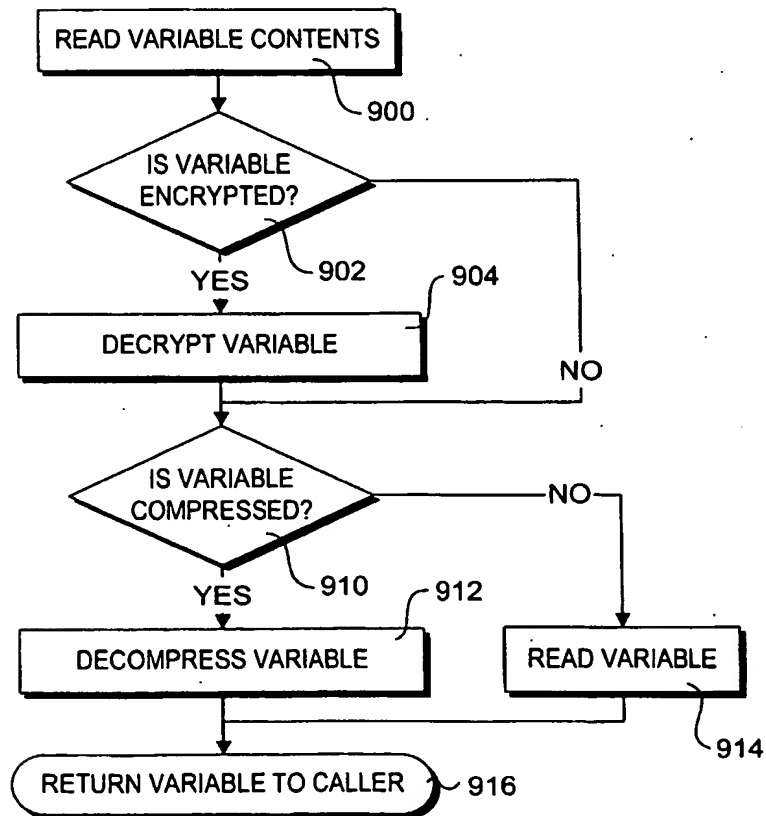 READ VARIABLE CONTENTS
900
IS VARIABLE
ENCRYPTED?
902
YES
904
DECRYPT VARIABLE
NO
IS VARIABLE
COMPRESSED?
NO
910
YES
912
DECOMPRESS VARIABLE
READ VARIABLE
914
RETURN VARIABLE TO CALLER
916